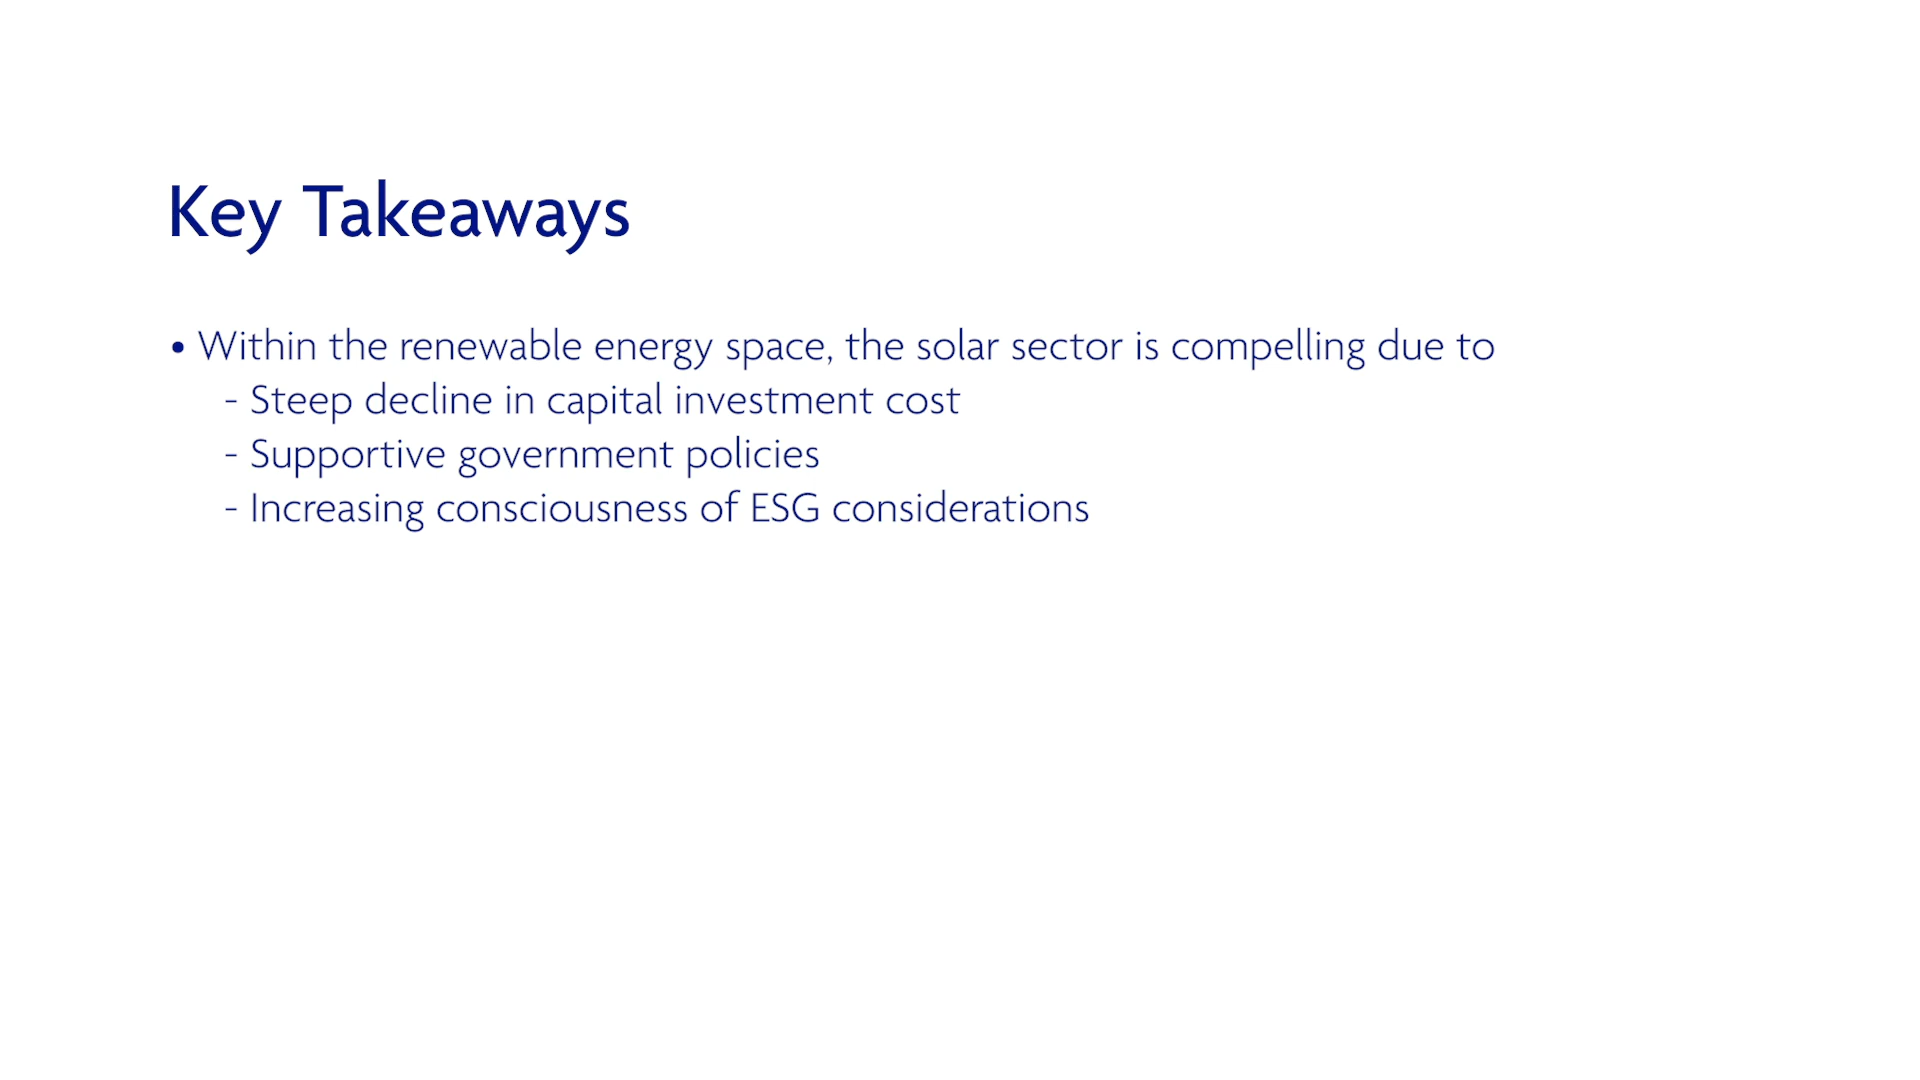 Key Takeaways
• Within the renewable energy space, the solar sector is compelling due to
- Steep decline in capital investment cost
- Supportive government policies
- Increasing consciousness of ESG considerations